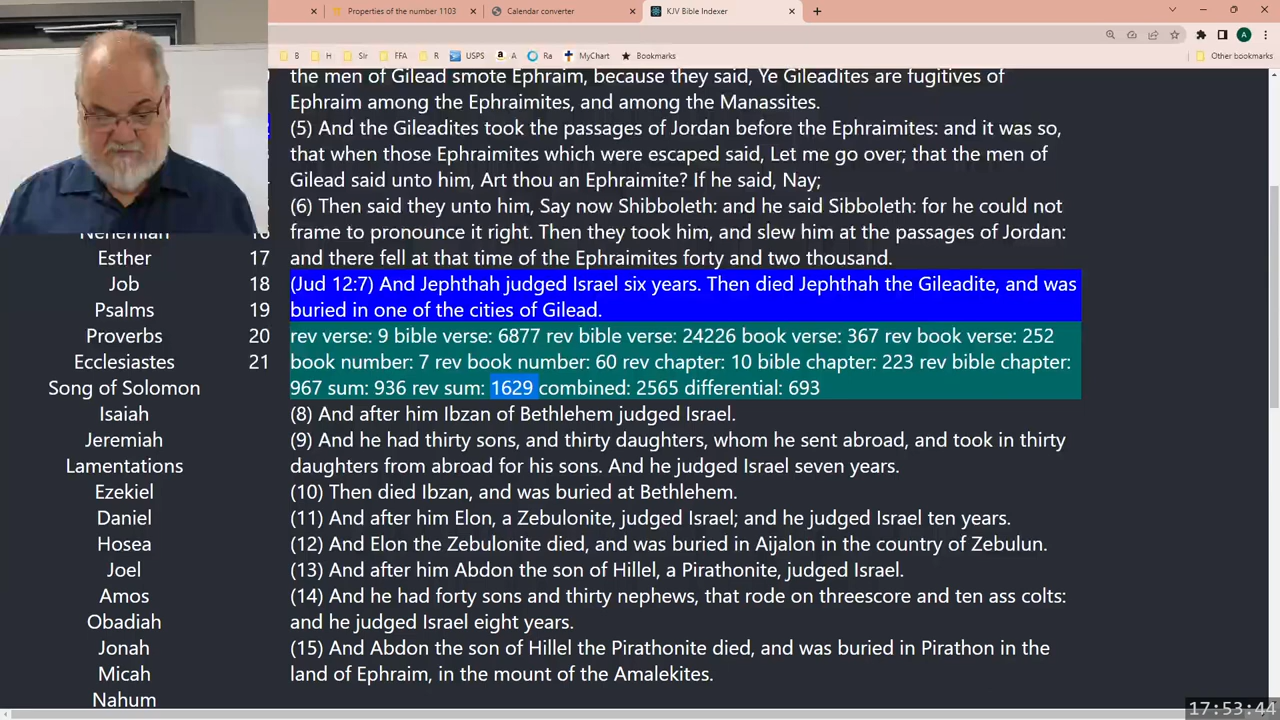 Properties of the number 1103
Calendar converter
KJV Bible Indexer
A
B
H
Sir
FFA
R
USPS
A
Ra
MyChart
Bookmarks
Other bookmarks
the men of Gilead smote Ephraim, because they said, Ye Gileadites are fugitives of
Ephraim among the Ephraimites, and among the Manassites.
(5) And the Gileadites took the passages of Jordan before the Ephraimites: and it was so,
that when those Ephraimites which were escaped said, Let me go over; that the men of
Gilead said unto him, Art thou an Ephraimite? If he said, Nay;
(6) Then said they unto him, Say now Shibboleth: and he said Sibboleth: for he could not
frame to pronounce it right. Then they took him, and slew him at the passages of Jordan:
and there fell at that time of the Ephraimites forty and two thousand.
(Jud 12:7) And Jephthah judged Israel six years. Then died Jephthah the Gileadite, and was
buried in one of the cities of Gilead.
rev verse: 9 bible verse: 6877 rev bible verse: 24226 book verse: 367 rev book verse: 252
book number: 7 rev book number: 60 rev chapter: 10 bible chapter: 223 rev bible chapter:
967 sum: 936 rev sum: 1629 combined: 2565 differential: 693
(8) And after him Ibzan of Bethlehem judged Israel.
(9) And he had thirty sons, and thirty daughters, whom he sent abroad, and took in thirty
daughters from abroad for his sons. And he judged Israel seven years.
(10) Then died Ibzan, and was buried at Bethlehem.
(11) And after him Elon, a Zebulonite, judged Israel; and he judged Israel ten years.
(12) And Elon the Zebulonite died, and was buried in Aijalon in the country of Zebulun.
(13) And after him Abdon the son of Hillel, a Pirathonite, judged Israel.
(14) And he had forty sons and thirty nephews, that rode on threescore and ten ass colts:
and he judged Israel eight years.
(15) And Abdon the son of Hillel the Pirathonite died, and was buried in Pirathon in the
land of Ephraim, in the mount of the Amalekites.
Nehemiah
Esther 17
Job 18
Psalms 19
Proverbs 20
Ecclesiastes 21
Song of Solomon
Isaiah
Jeremiah
Lamentations
Ezekiel
Daniel
Hosea
Joel
Amos
Obadiah
Jonah
Micah
Nahum
17:53:44